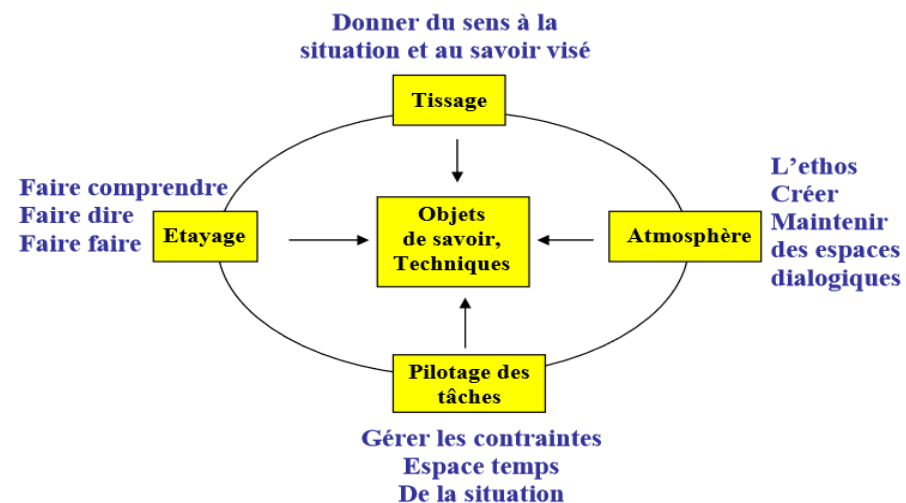 Donner du sens à la
situation et au savoir visé
Tissage
Faire comprendre
Faire dire
Faire faire
Etayage
Objets
de savoir,
Techniques
Atmosphère
L'ethos
Créer
Maintenir
des espaces
dialogiques
Pilotage des
tâches
Gérer les contraintes
Espace temps
De la situation